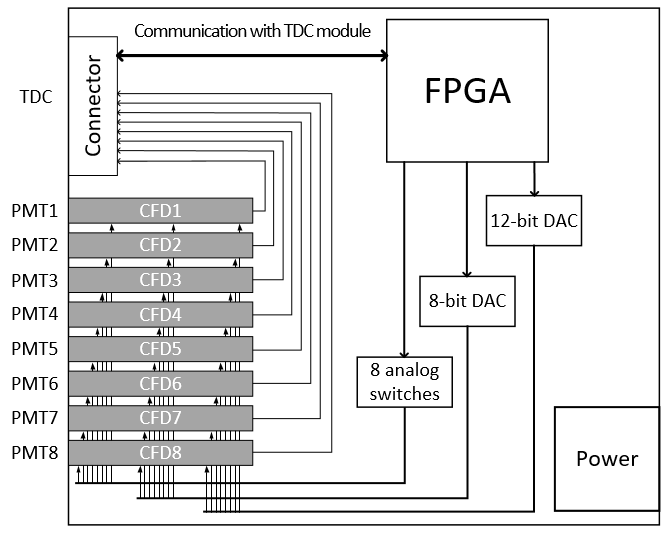 Communication with TDC module
TDC
Connector
FPGA
PMT1
CFD1
12-bit DAC
PMT2
CFD2
PMT3
CFD3
8-bit DAC
PMT4
CFD4
PMT5
CFD5
8 analog
switches
PMT6
CFD6
PMT7
CFD7
PMT8
CFD8
Power